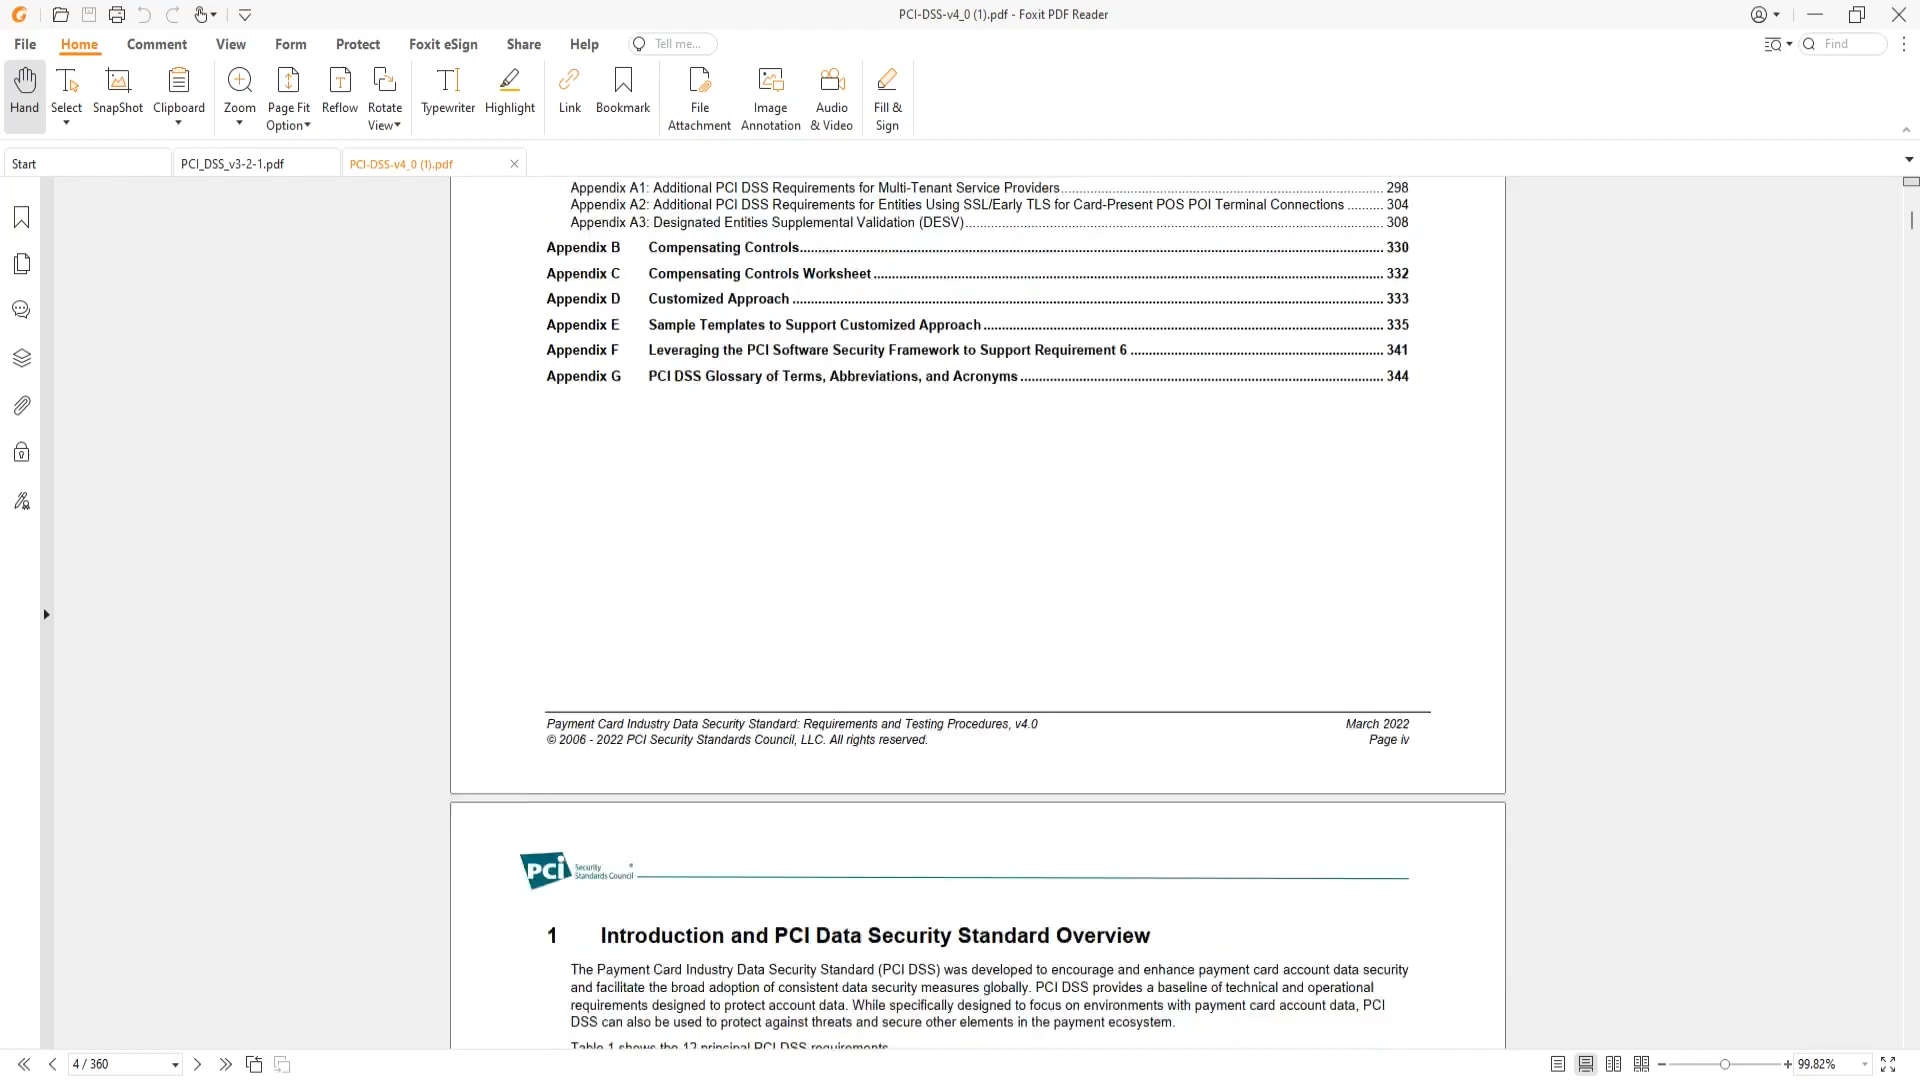 PCI-DSS-v4_0 (1).pdf - Foxit PDF Reader
File Home Comment View Form Protect Foxit eSign Share Help Tell me... Find
Hand Select SnapShot Clipboard Zoom Page Fit Option Reflow Rotate View Typewriter Highlight Link Bookmark File Attachment Image Annotation Audio & Video Fill & Sign
Start PCI_DSS_v3-2-1.pdf PCI-DSS-v4_0 (1).pdf
Appendix A1: Additional PCI DSS Requirements for Multi-Tenant Service Providers 298
Appendix A2: Additional PCI DSS Requirements for Entities Using SSL/Early TLS for Card-Present POS POI Terminal Connections 304
Appendix A3: Designated Entities Supplemental Validation (DESV) 308
Appendix B Compensating Controls 330
Appendix C Compensating Controls Worksheet 332
Appendix D Customized Approach 333
Appendix E Sample Templates to Support Customized Approach 335
Appendix F Leveraging the PCI Software Security Framework to Support Requirement 6 341
Appendix G PCI DSS Glossary of Terms, Abbreviations, and Acronyms 344
Payment Card Industry Data Security Standard: Requirements and Testing Procedures, v4.0 March 2022
© 2006 - 2022 PCI Security Standards Council, LLC. All rights reserved. Page iv
PCI Security Standards Council ®
1 Introduction and PCI Data Security Standard Overview
The Payment Card Industry Data Security Standard (PCI DSS) was developed to encourage and enhance payment card account data security
and facilitate the broad adoption of consistent data security measures globally. PCI DSS provides a baseline of technical and operational
requirements designed to protect account data. While specifically designed to focus on environments with payment card account data, PCI
DSS can also be used to protect against threats and secure other elements in the payment ecosystem.
Table 1 shows the 12 principal PCI DSS requirements.
4 / 360 99.82%